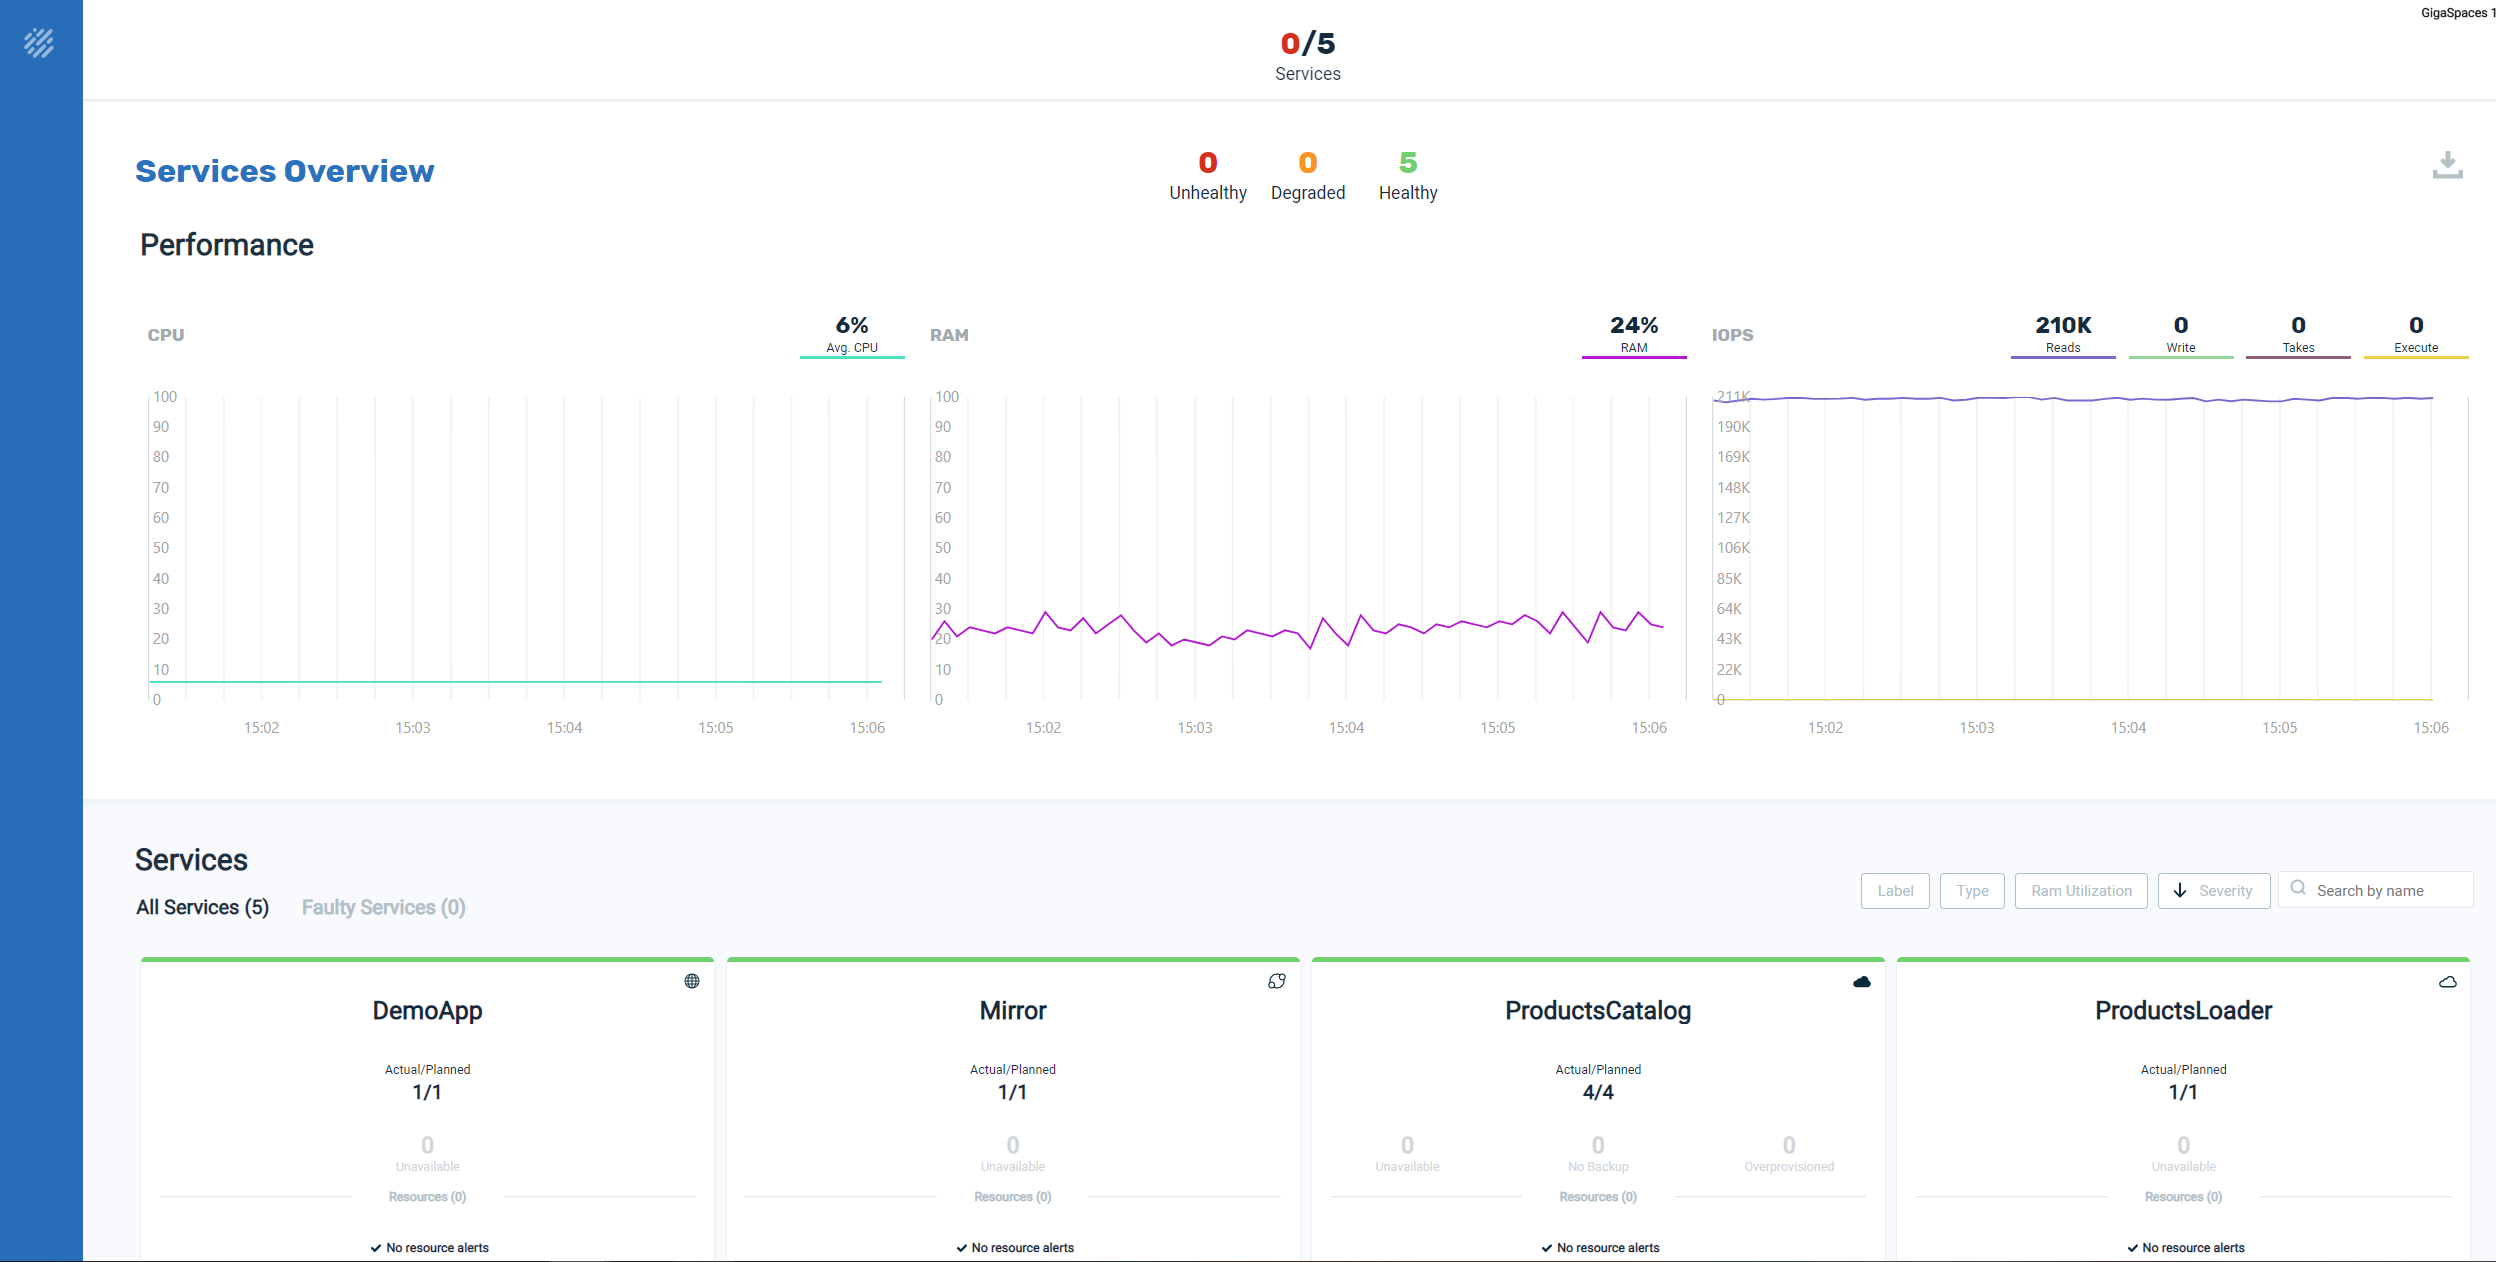 GigaSpaces 1
0/5
Services
Services Overview
0 0 5
Unhealthy Degraded Healthy
Performance
CPU
6%
Avg. CPU
100
90
80
70
60
50
40
30
20
10
0
15:02 15:03 15:04 15:05 15:06
RAM
24%
RAM
100
90
80
70
60
50
40
30
20
10
0
15:02 15:03 15:04 15:05 15:06
IOPS
210K 0 0 0
Reads Write Takes Execute
211K
190K
169K
148K
127K
106K
85K
64K
43K
22K
0
15:02 15:03 15:04 15:05 15:06
Services
All Services (5) Faulty Services (0)
Label Type Ram Utilization Severity Search by name
DemoApp
Actual/Planned
1/1
0
Unavailable
Resources (0)
No resource alerts
Mirror
Actual/Planned
1/1
0
Unavailable
Resources (0)
No resource alerts
ProductsCatalog
Actual/Planned
4/4
0 0 0
Unavailable No Backup Overprovisioned
Resources (0)
No resource alerts
ProductsLoader
Actual/Planned
1/1
0
Unavailable
Resources (0)
No resource alerts